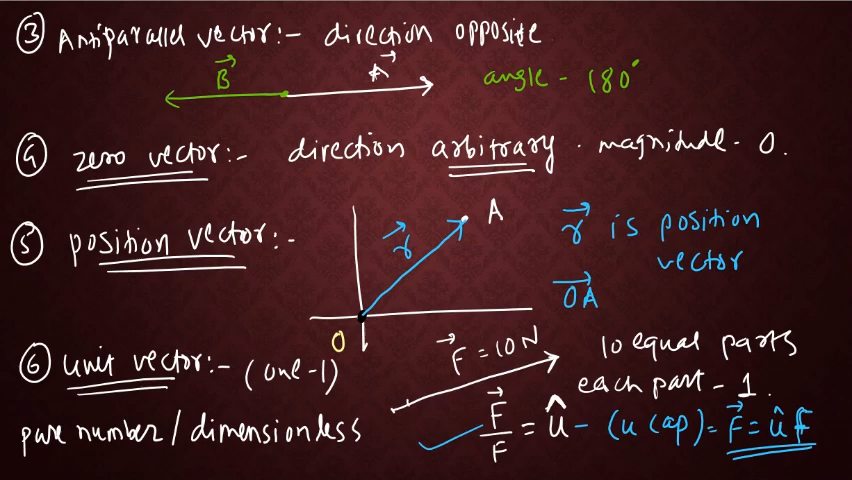 ③ Antiparallel vector:- direction opposite
B⃗ A⃗ angle - 180°
④ zero vector:- direction arbitrary. magnitude - 0.
⑤ position vector:-
r⃗ A
r⃗ is position
vector
OA⃗
O
⑥ unit vector:- (one-1)
F⃗ = 10N
10 equal parts
each part - 1.
pure number / dimensionless
F⃗/F = û - (u cap) = F⃗ = û F